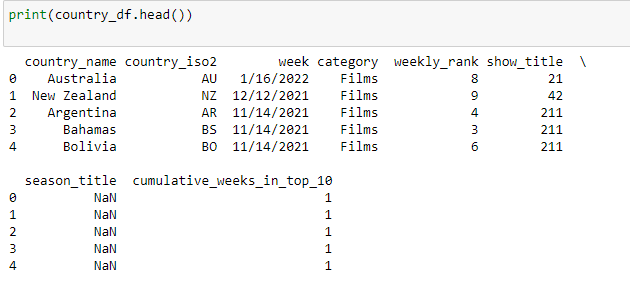 print(country_df.head())
country_name country_iso2 week category weekly_rank show_title \
0 Australia AU 1/16/2022 Films 8 21
1 New Zealand NZ 12/12/2021 Films 9 42
2 Argentina AR 11/14/2021 Films 4 211
3 Bahamas BS 11/14/2021 Films 3 211
4 Bolivia BO 11/14/2021 Films 6 211
season_title cumulative_weeks_in_top_10
0 NaN 1
1 NaN 1
2 NaN 1
3 NaN 1
4 NaN 1